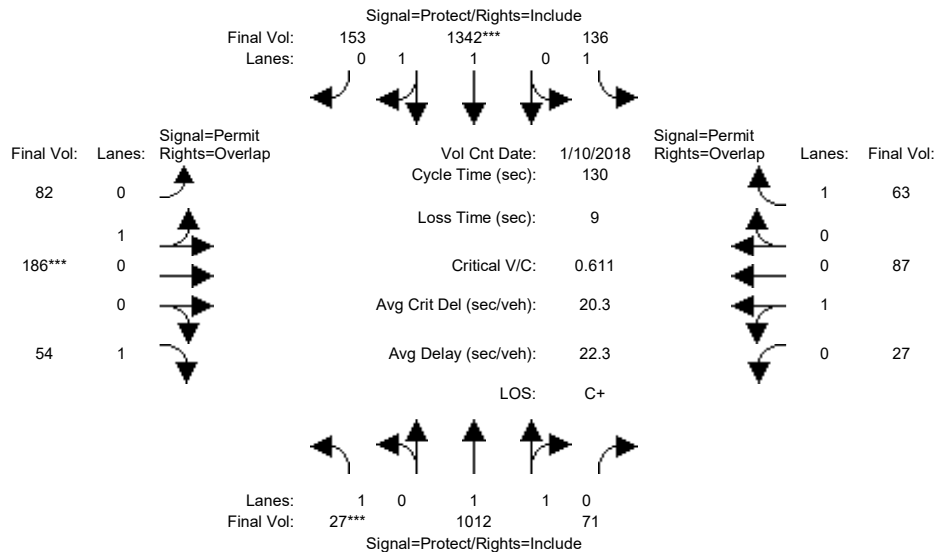 Signal=Protect/Rights=Include
Final Vol: 153 1342*** 136
Lanes: 0 1 1 0 1
Signal=Permit Signal=Permit
Final Vol: Lanes: Rights=Overlap Vol Cnt Date: 1/10/2018 Rights=Overlap Lanes: Final Vol:
Cycle Time (sec): 130
82 0 1 63
Loss Time (sec): 9
1 0
186*** 0 Critical V/C: 0.611 0 87
0 Avg Crit Del (sec/veh): 20.3 1
54 1 Avg Delay (sec/veh): 22.3 0 27
LOS: C+
Lanes: 1 0 1 1 0
Final Vol: 27*** 1012 71
Signal=Protect/Rights=Include